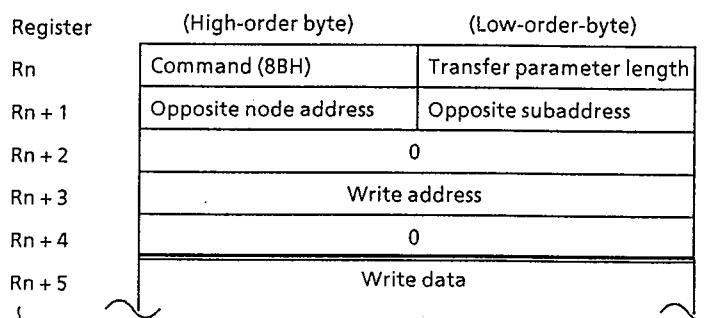 Register (High-order byte) (Low-order-byte)
Rn Command (8BH) Transfer parameter length
Rn + 1 Opposite node address Opposite subaddress
Rn + 2 0
Rn + 3 Write address
Rn + 4 0
Rn + 5 Write data